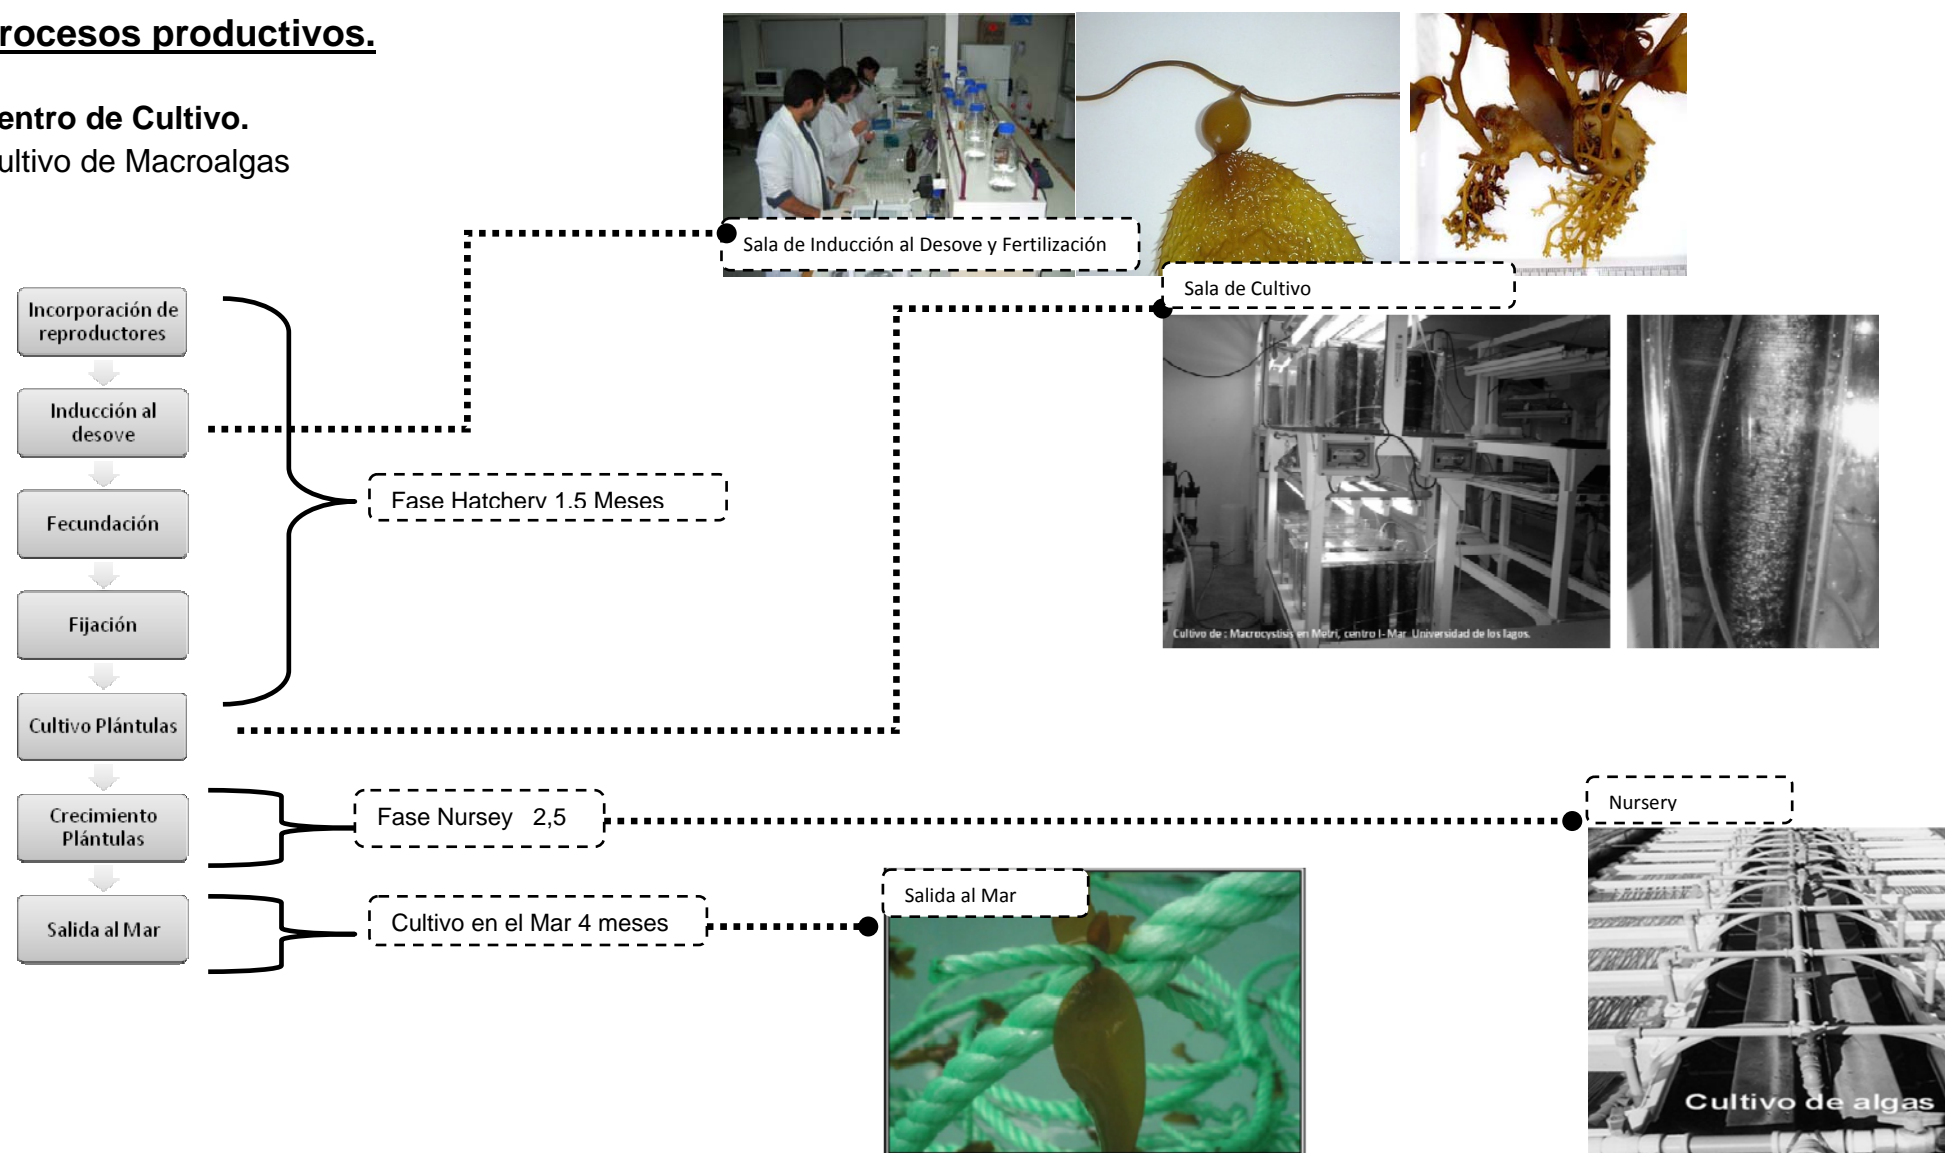 rocesos productivos.
entro de Cultivo.
ultivo de Macroalgas
Sala de Inducción al Desove y Fertilización
Sala de Cultivo
Incorporación de
reproductores
Inducción al
desove
Fecundación
Fijación
Cultivo Plántulas
Crecimiento
Plántulas
Salida al Mar
Fase Hatchery 1.5 Meses
Cultivo de : Macrocystisis en Metri, centro I- Mar Universidad de los lagos.
Fase Nursey 2,5
Nursery
Cultivo en el Mar 4 meses
Salida al Mar
Cultivo de algas